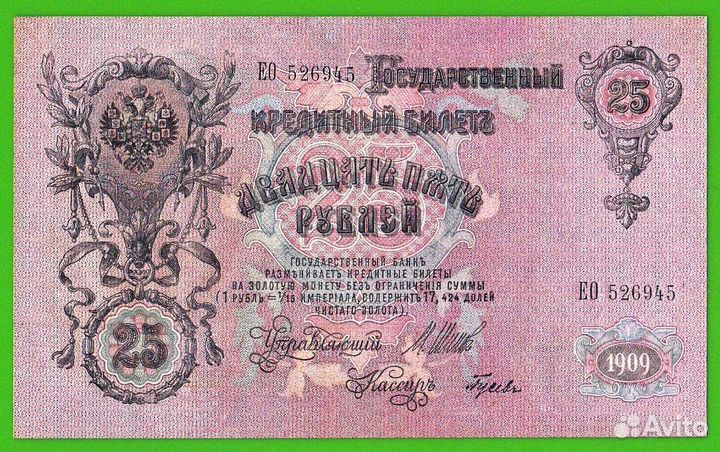 ЕО 526945 Государственный
25
Кредитный Билетъ
Двадцать пять
рублей
Государственный Банкъ
размѣниваетъ кредитные билеты
на золотую монету безъ ограниченія суммы
(1 рубль = 1/15 имперіала, содержитъ 17,424 долей
чистаго золота).
ЕО 526945
25
Управляющий
Кассиръ
1909
Avito